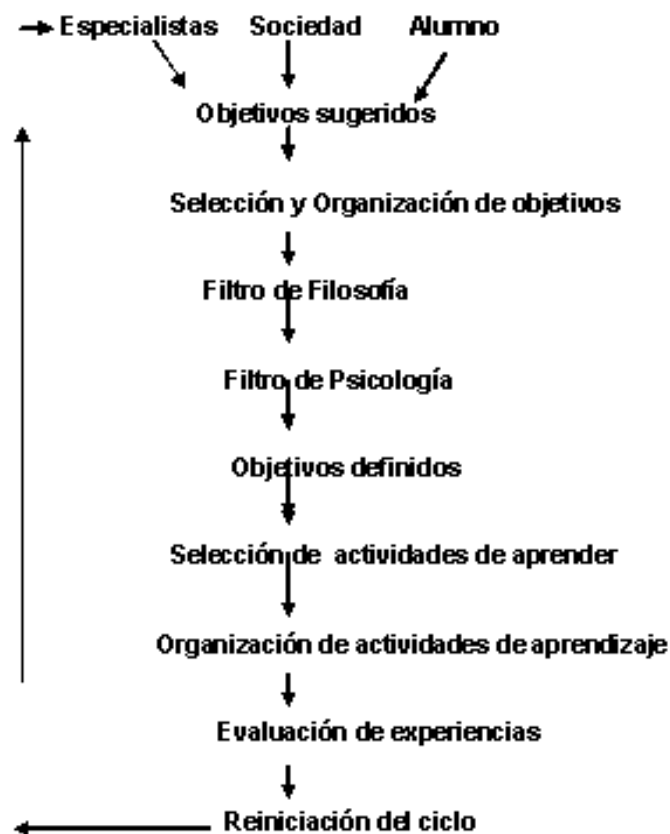 Especialistas Sociedad Alumno
Objetivos sugeridos
Selección y Organización de objetivos
Filtro de Filosofía
Filtro de Psicología
Objetivos definidos
Selección de actividades de aprender
Organización de actividades de aprendizaje
Evaluación de experiencias
Reiniciación del ciclo